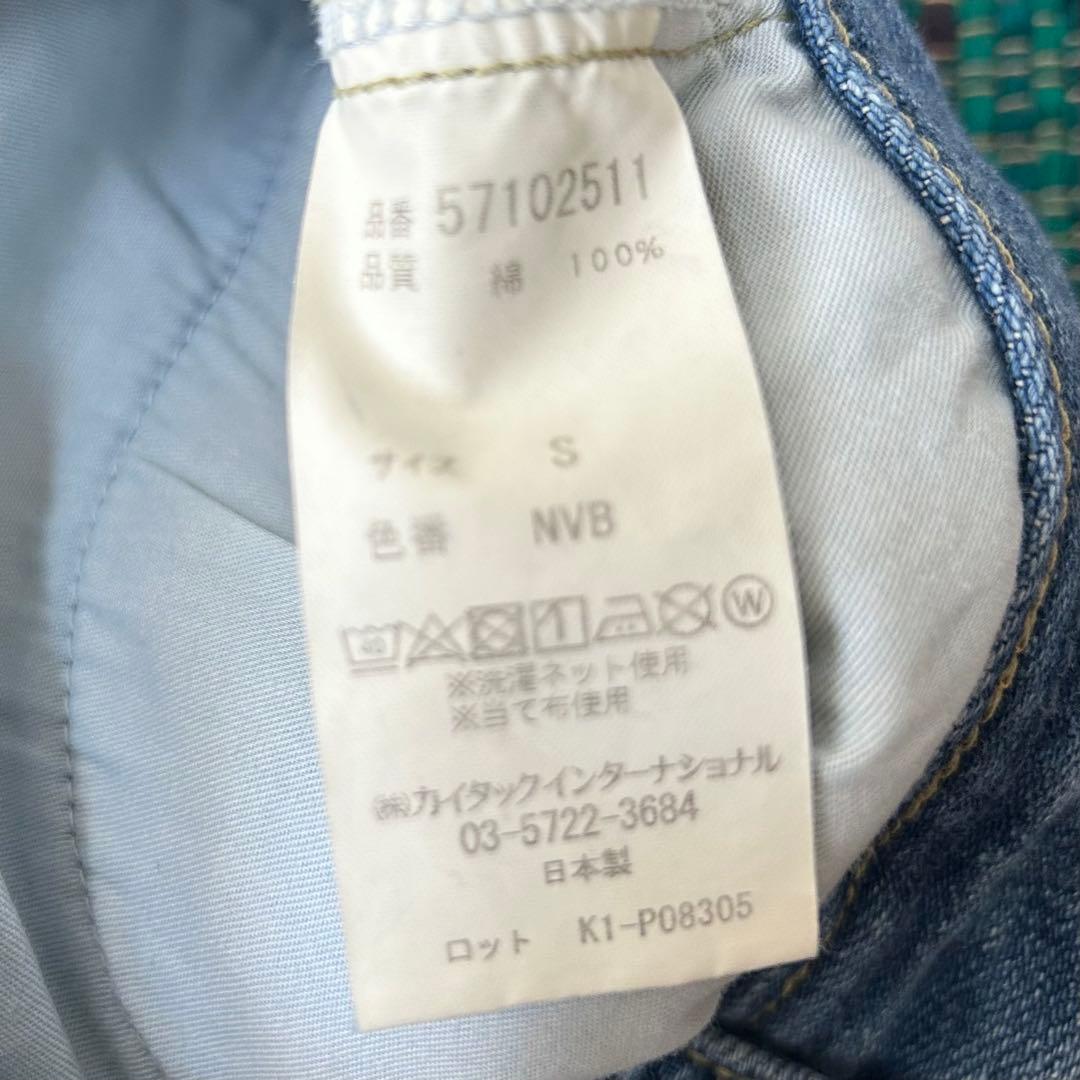 品番 57102511
品質 綿 100%
サイズ S
色番 NVB
40
W
※洗濯ネット使用
※当て布使用
(株)カイタックインターナショナル
03-5722-3684
日本製
ロット K1-P08305